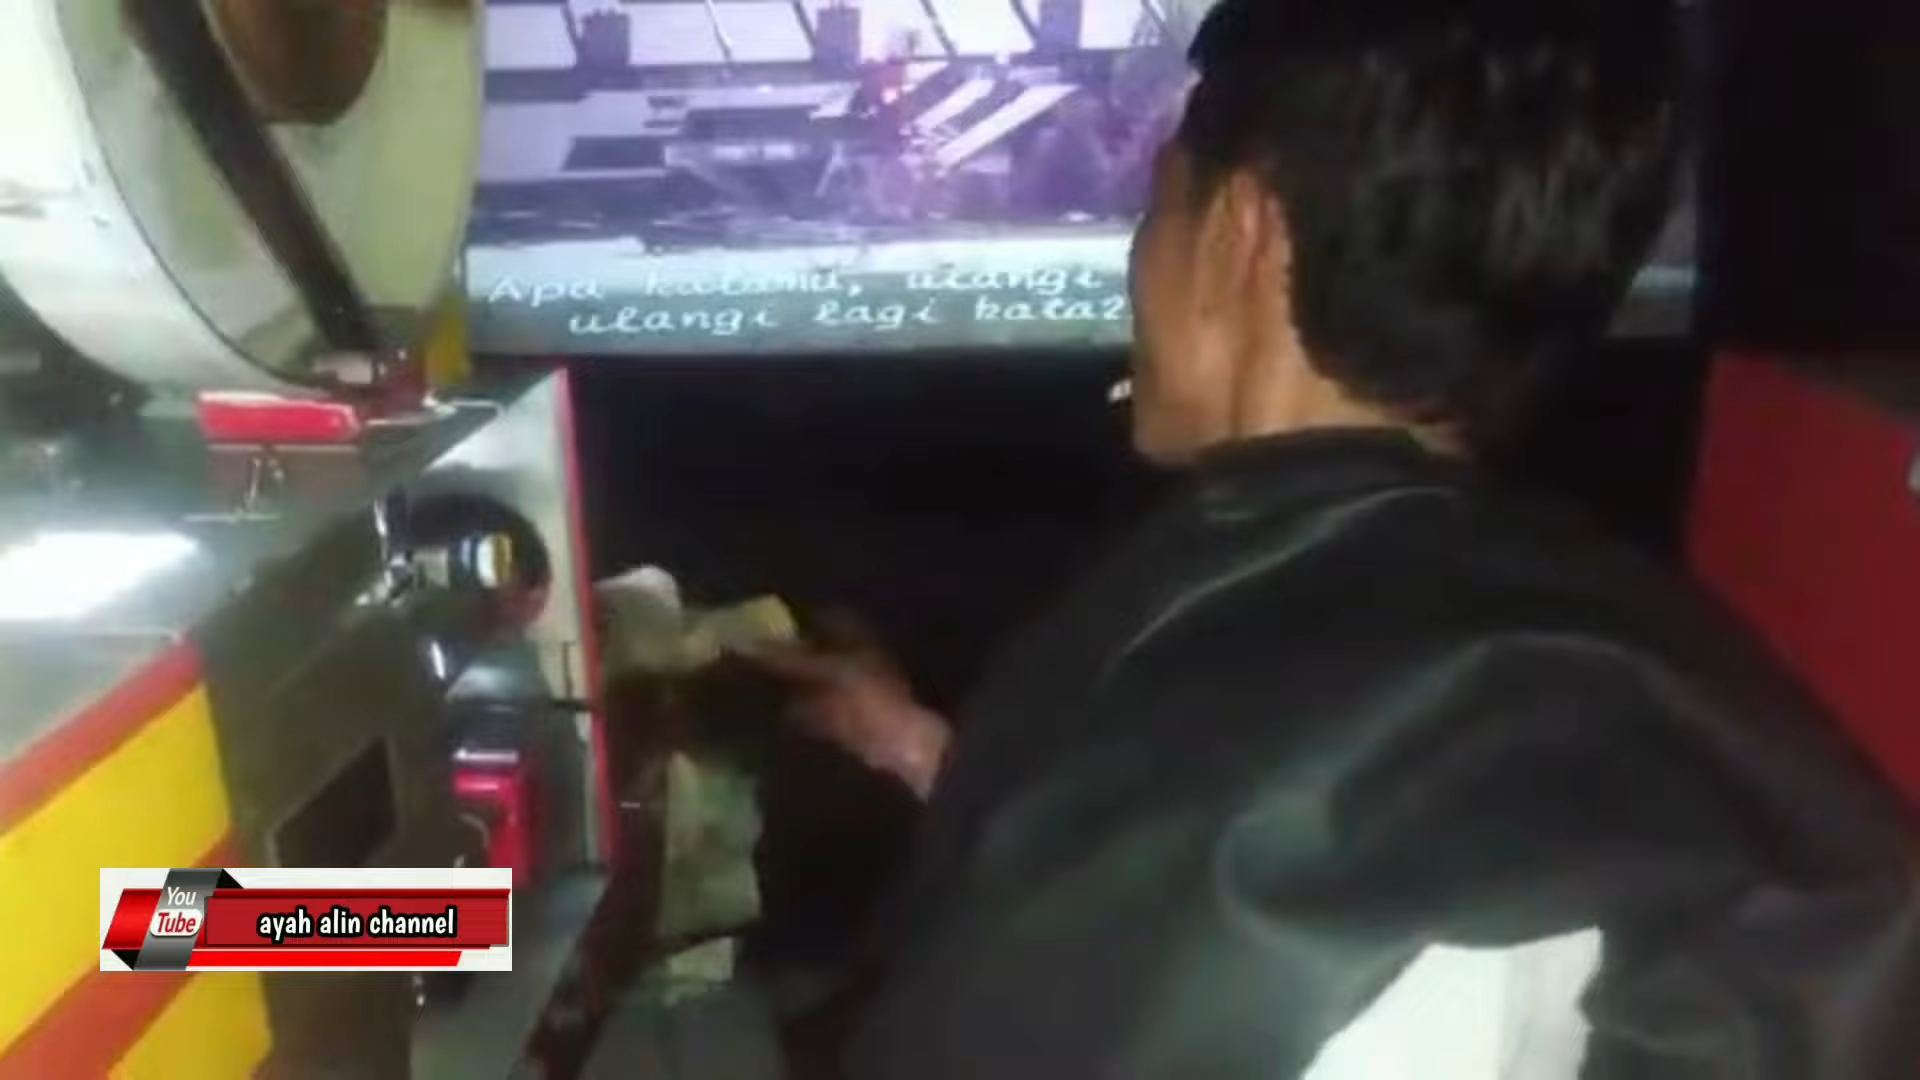 Apa katamu, ulangi
ulangi lagi kata2
You
Tube
ayah alin channel